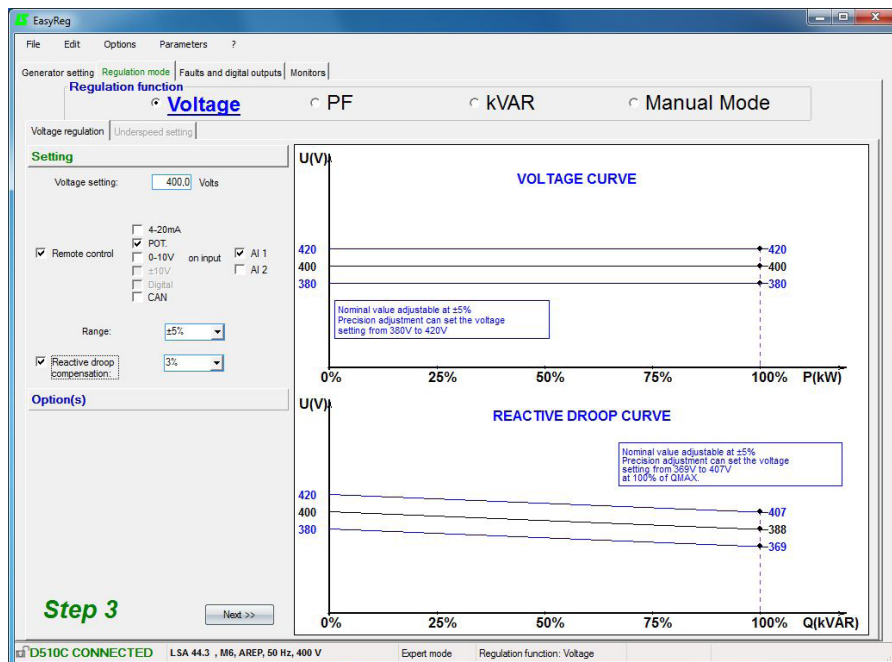 EasyReg
File Edit Options Parameters ?
Generator setting Regulation mode Faults and digital outputs Monitors
Regulation function
Voltage PF kVAR Manual Mode
Voltage regulation Underspeed setting
Setting
Voltage setting: 400,0 Volts
Remote control
4-20mA
POT.
0-10V
±10V
Digital
CAN
on input
AI 1
AI 2
Range: ±5%
Reactive droop
compensation:
3%
Option(s)
Step 3
Next >>
U(V)
VOLTAGE CURVE
420 420
400 400
380 380
Nominal value adjustable at ±5%
Precision adjustment can set the voltage
setting from 380V to 420V
0% 25% 50% 75% 100% P(kW)
U(V)
REACTIVE DROOP CURVE
Nominal value adjustable at ±5%
Precision adjustment can set the voltage
setting from 369V to 407V
at 100% of QMAX.
420 407
400 388
380 369
0% 25% 50% 75% 100% Q(kVAR)
D510C CONNECTED LSA 44.3 , M6, AREP, 50 Hz, 400 V Expert mode Regulation function: Voltage